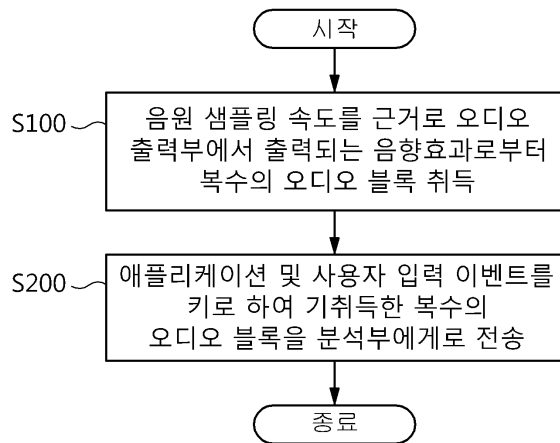 시작
S100
음원 샘플링 속도를 근거로 오디오
출력부에서 출력되는 음향효과로부터
복수의 오디오 블록 취득
S200
애플리케이션 및 사용자 입력 이벤트를
키로 하여 기취득한 복수의
오디오 블록을 분석부에게로 전송
종료